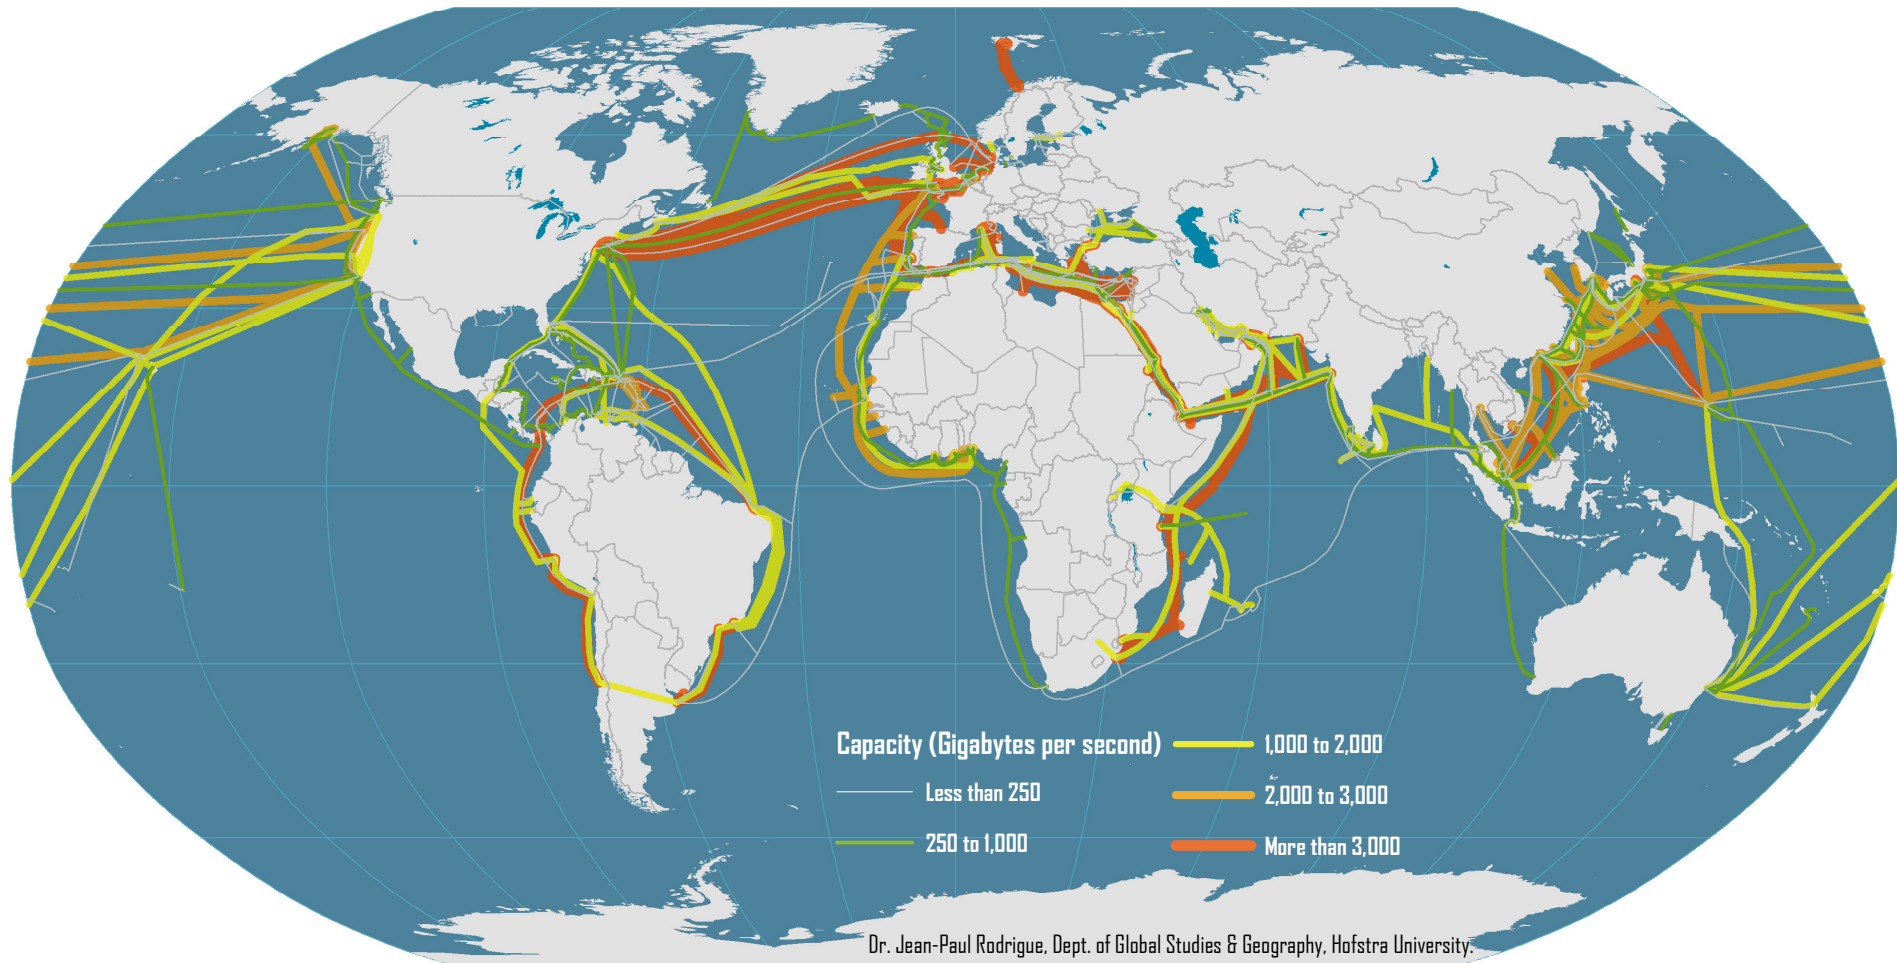 Capacity (Gigabytes per second)
Less than 250
250 to 1,000
1,000 to 2,000
2,000 to 3,000
More than 3,000
Dr. Jean-Paul Rodrigue, Dept. of Global Studies & Geography, Hofstra University.